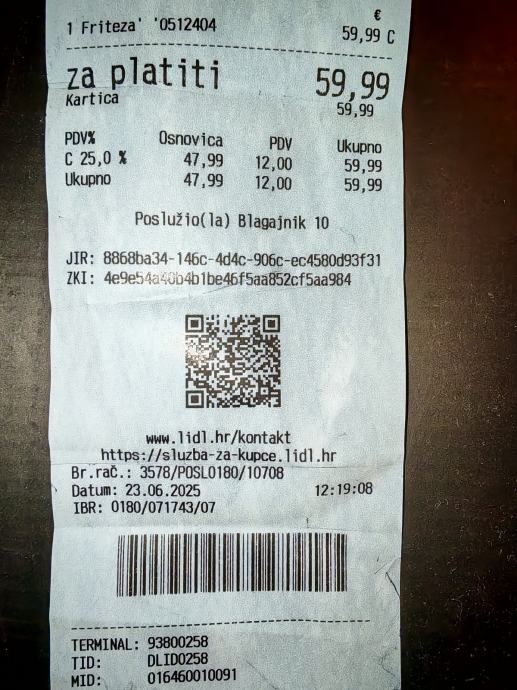 €
1 Friteza' '0512404 59,99 C
za platiti 59,99
Kartica 59,99
PDV% Osnovica PDV Ukupno
C 25,0 % 47,99 12,00 59,99
Ukupno 47,99 12,00 59,99
Poslužio(la) Blagajnik 10
JIR: 8868ba34-146c-4d4c-906c-ec4580d93f31
ZKI: 4e9e54a40b4b1be46f5aa852cf5aa984
www.lidl.hr/kontakt
https://sluzba-za-kupce.lidl.hr
Br.rač.: 3578/POSL0180/10708
Datum: 23.06.2025 12:19:08
IBR: 0180/071743/07
TERMINAL: 93800258
TID: DLID0258
MID: 016460010091